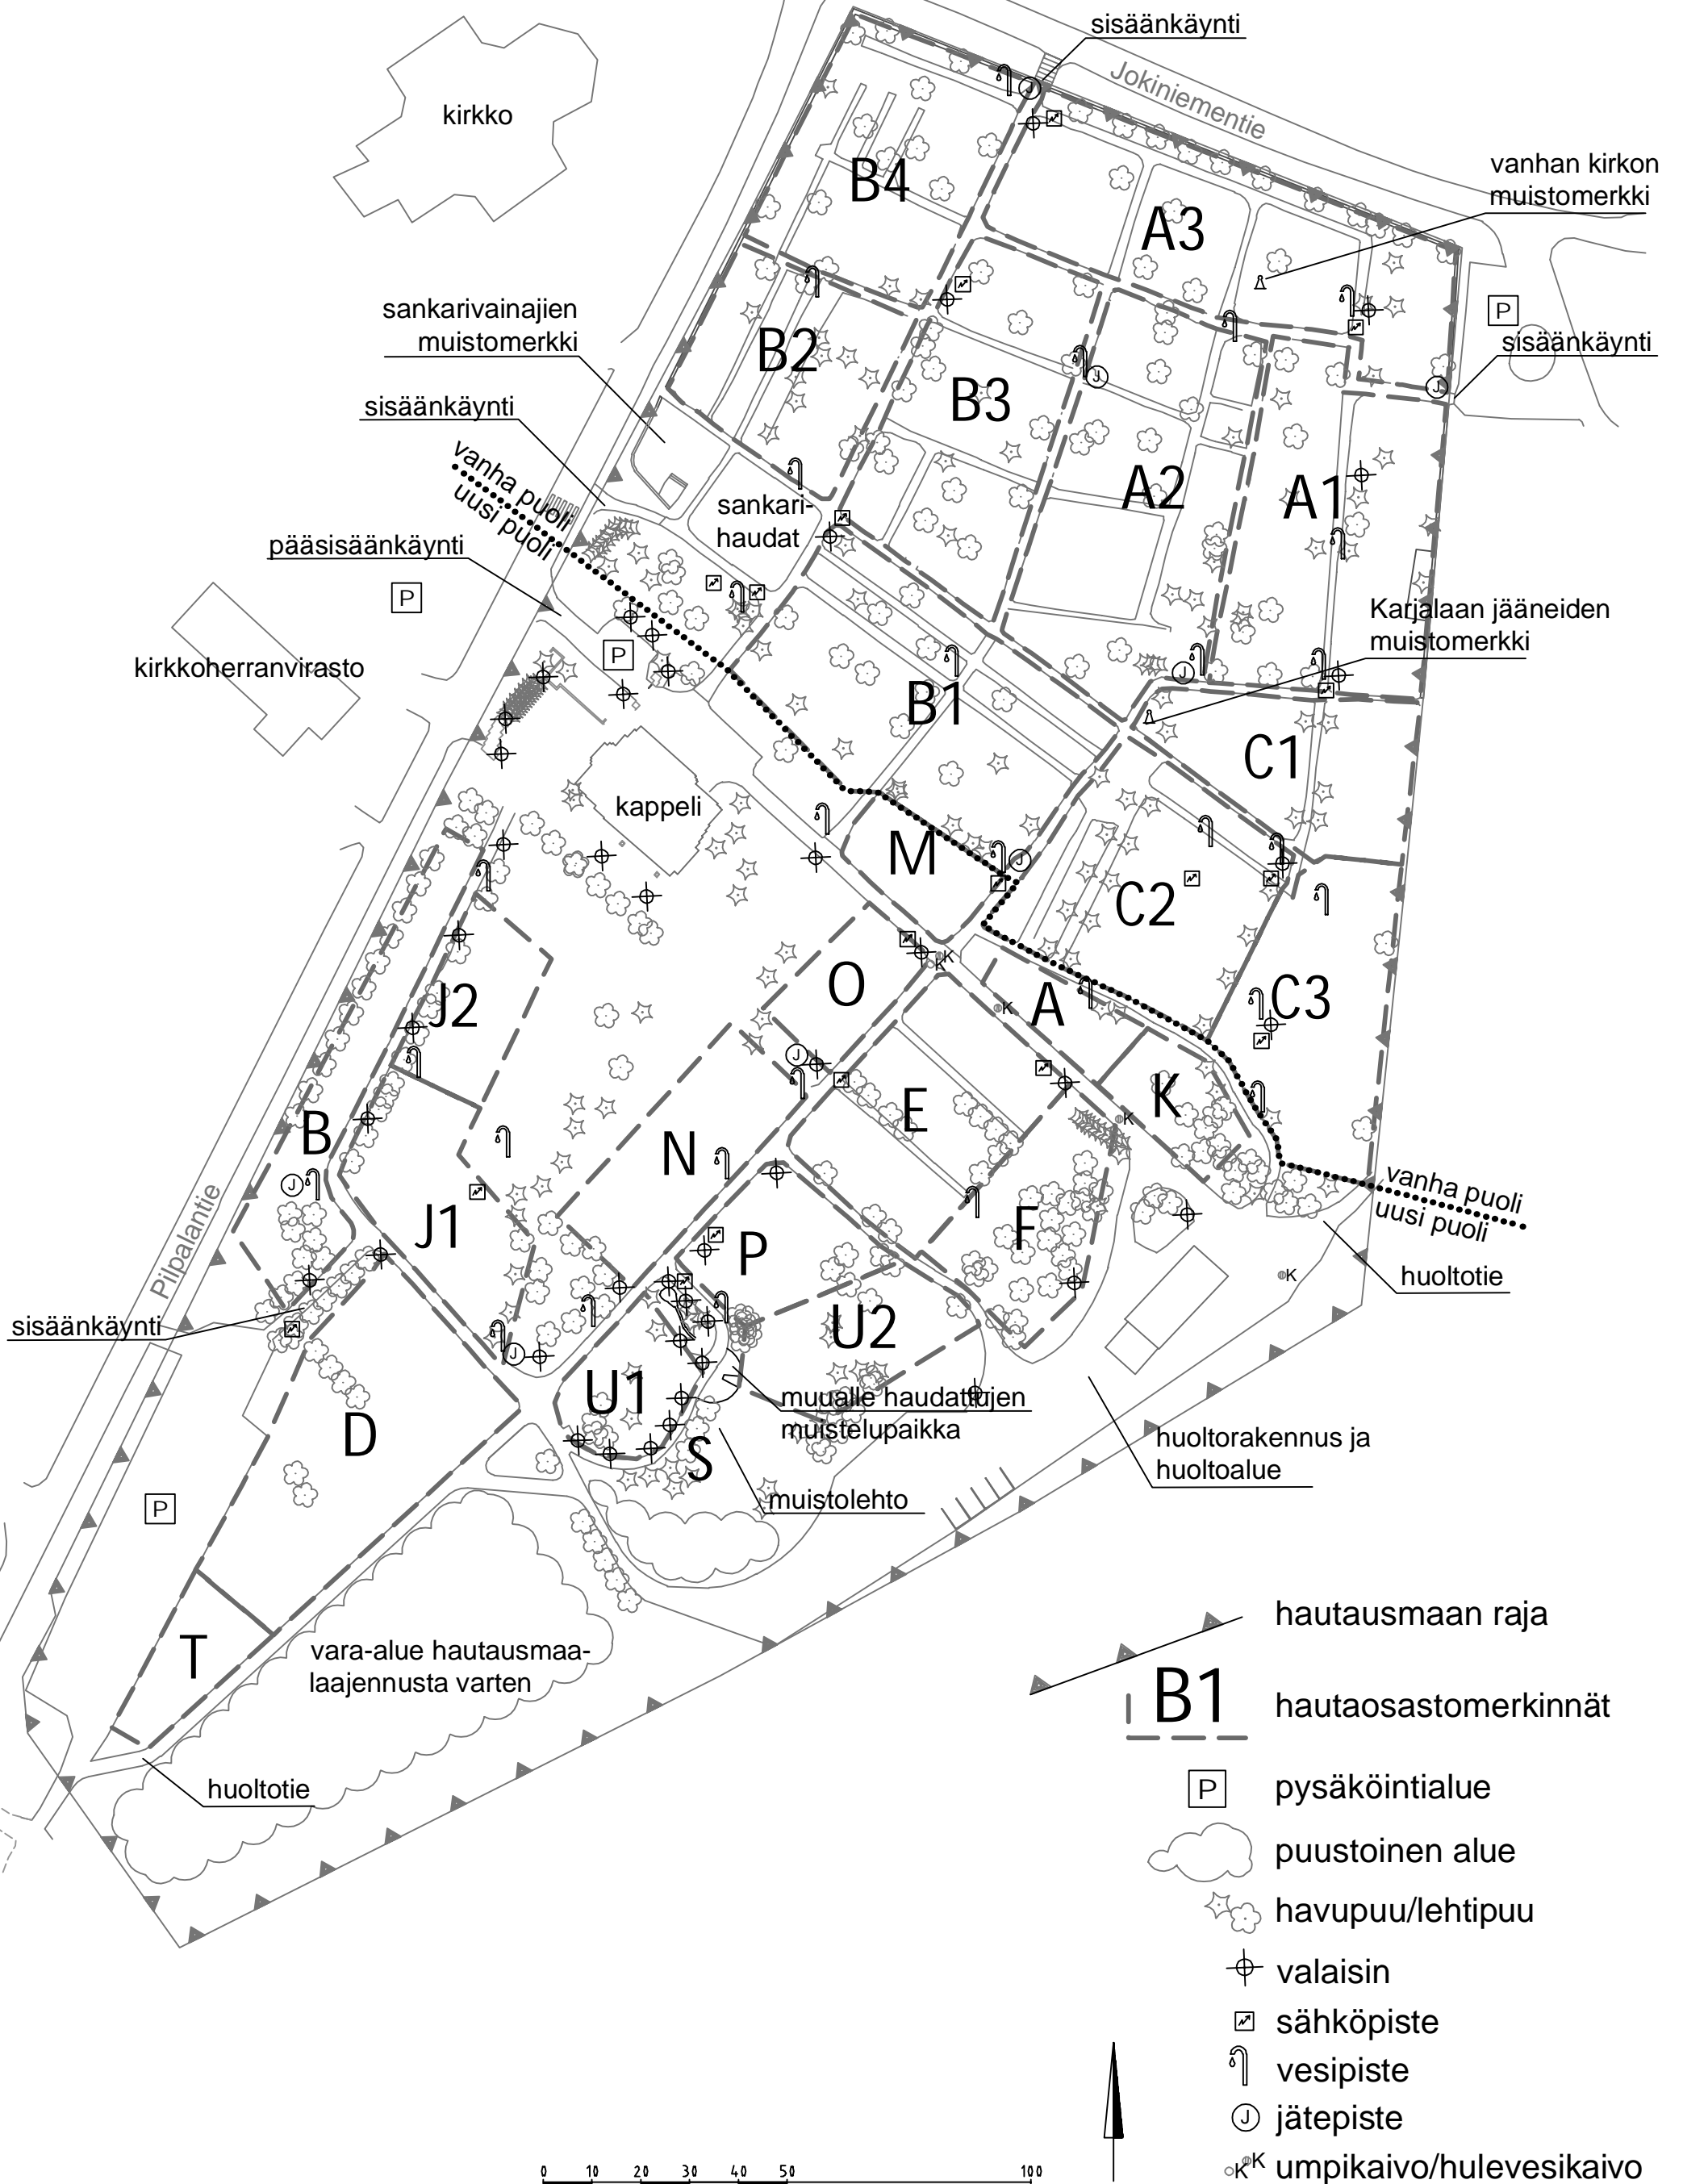 sisäänkäynti
kirkko
Jokiniementie
vanhan kirkon
muistomerkki
B4
A3
sankarivainajien
muistomerkki
P
sisäänkäynti
B2
B3
sisäänkäynti
vanha puoli
uusi puoli
A2
A1
sankari-
haudat
pääsisäänkäynti
P
Karjalaan jääneiden
muistomerkki
kirkkoherranvirasto
P
B1
C1
kappeli
M
C2
O
A
C3
J2
K
E
B
N
vanha puoli
uusi puoli
J1
P
F
Pilpalantie
huoltotie
sisäänkäynti
U2
U1
muualle haudattujen
muistelupaikka
D
S
huoltorakennus ja
huoltoalue
muistolehto
P
T
vara-alue hautausmaa-
laajennusta varten
huoltotie
hautausmaan raja
B1 hautaosastomerkinnät
P pysäköintialue
puustoinen alue
havupuu/lehtipuu
valaisin
sähköpiste
vesipiste
J jätepiste
K K umpikaivo/hulevesikaivo
0 10 20 30 40 50 100